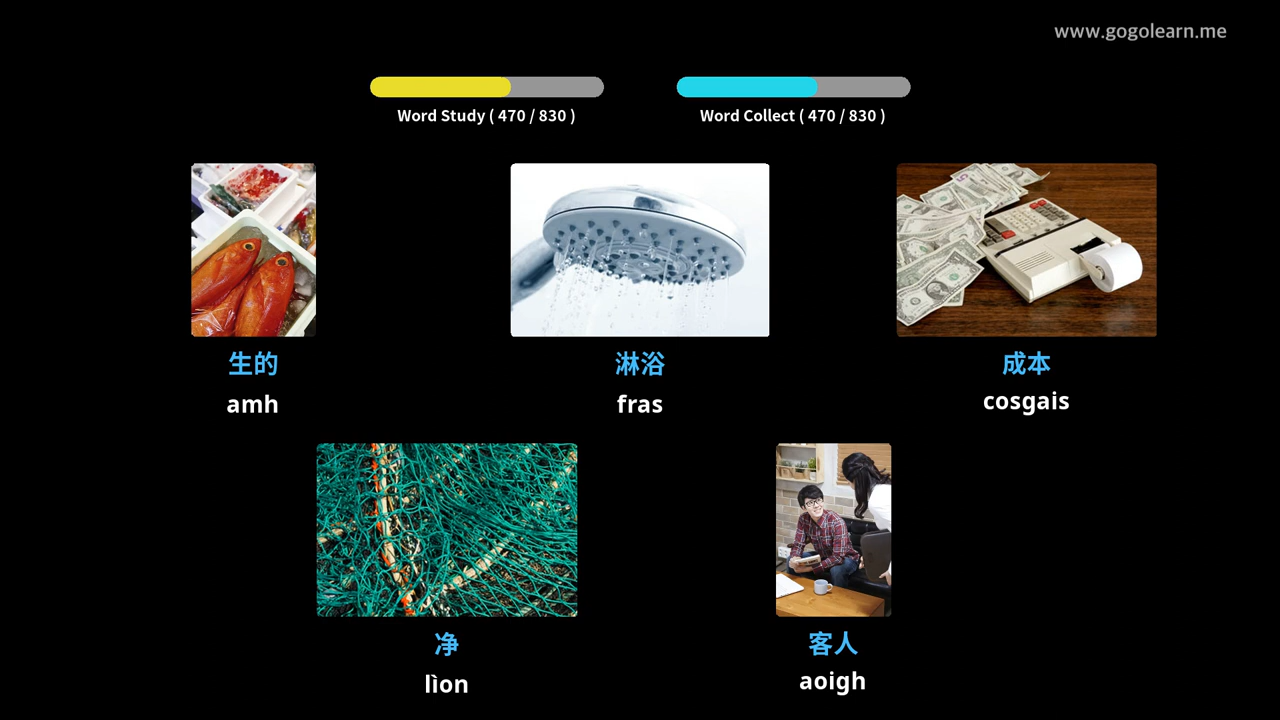 www.gogolearn.me
Word Study ( 470 / 830 )
Word Collect ( 470 / 830 )
生的
amh
淋浴
fras
成本
cosgais
净
lìon
客人
aoigh